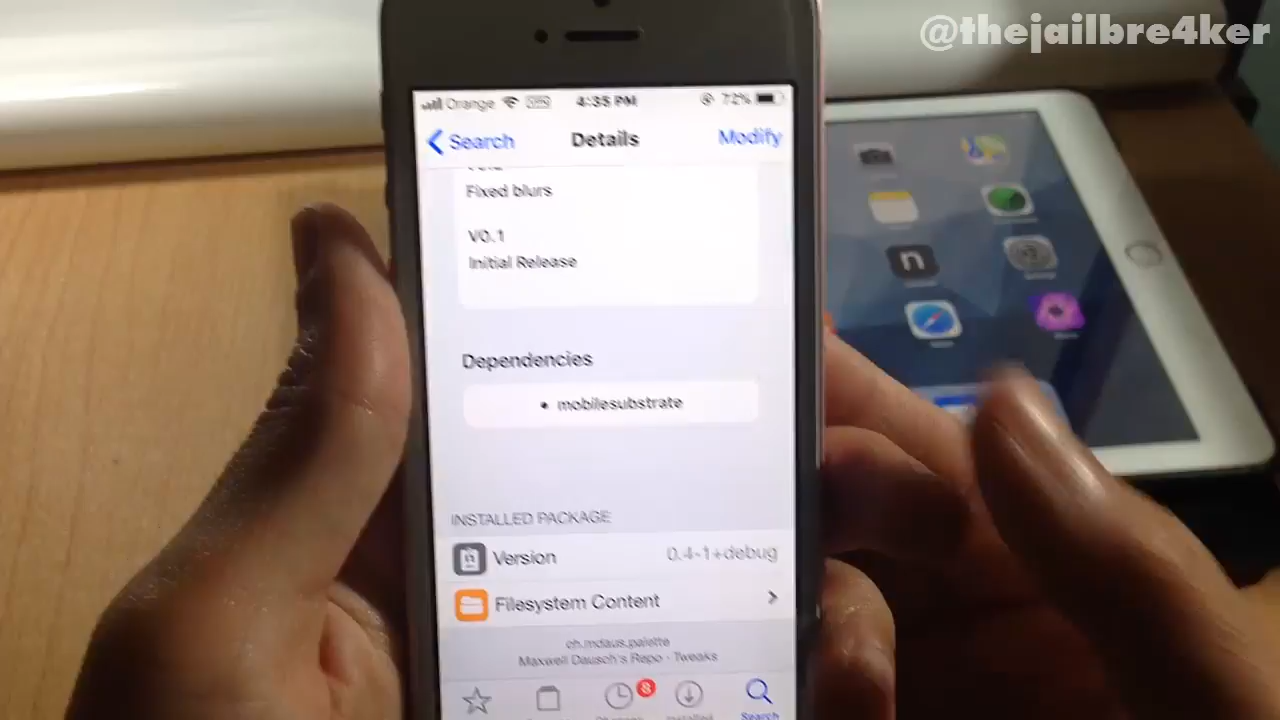 @thejailbre4ker
Orange 4:35 PM 72%
Search Details Modify
Fixed blurs
V0.1
Initial Release
Dependencies
• mobilesubstrate
INSTALLED PACKAGE
Version 0.4-1+debug
Filesystem Content
ch.mdaus.palette
Maxwell Dausch's Repo · Tweaks
8
Search
n